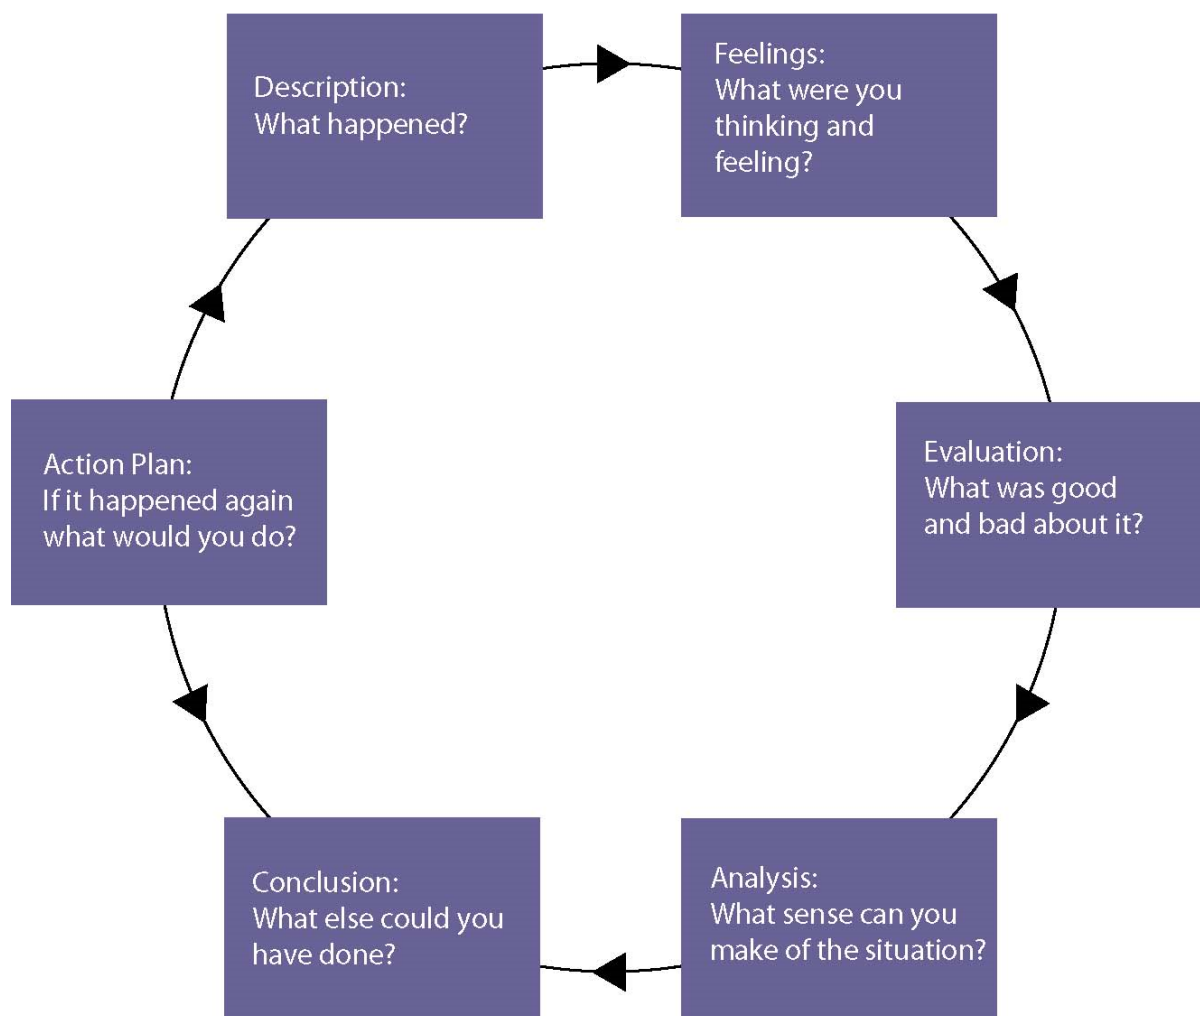 Description:
What happened?
Feelings:
What were you
thinking and
feeling?
Evaluation:
What was good
and bad about it?
Analysis:
What sense can you
make of the situation?
Conclusion:
What else could you
have done?
Action Plan:
If it happened again
what would you do?